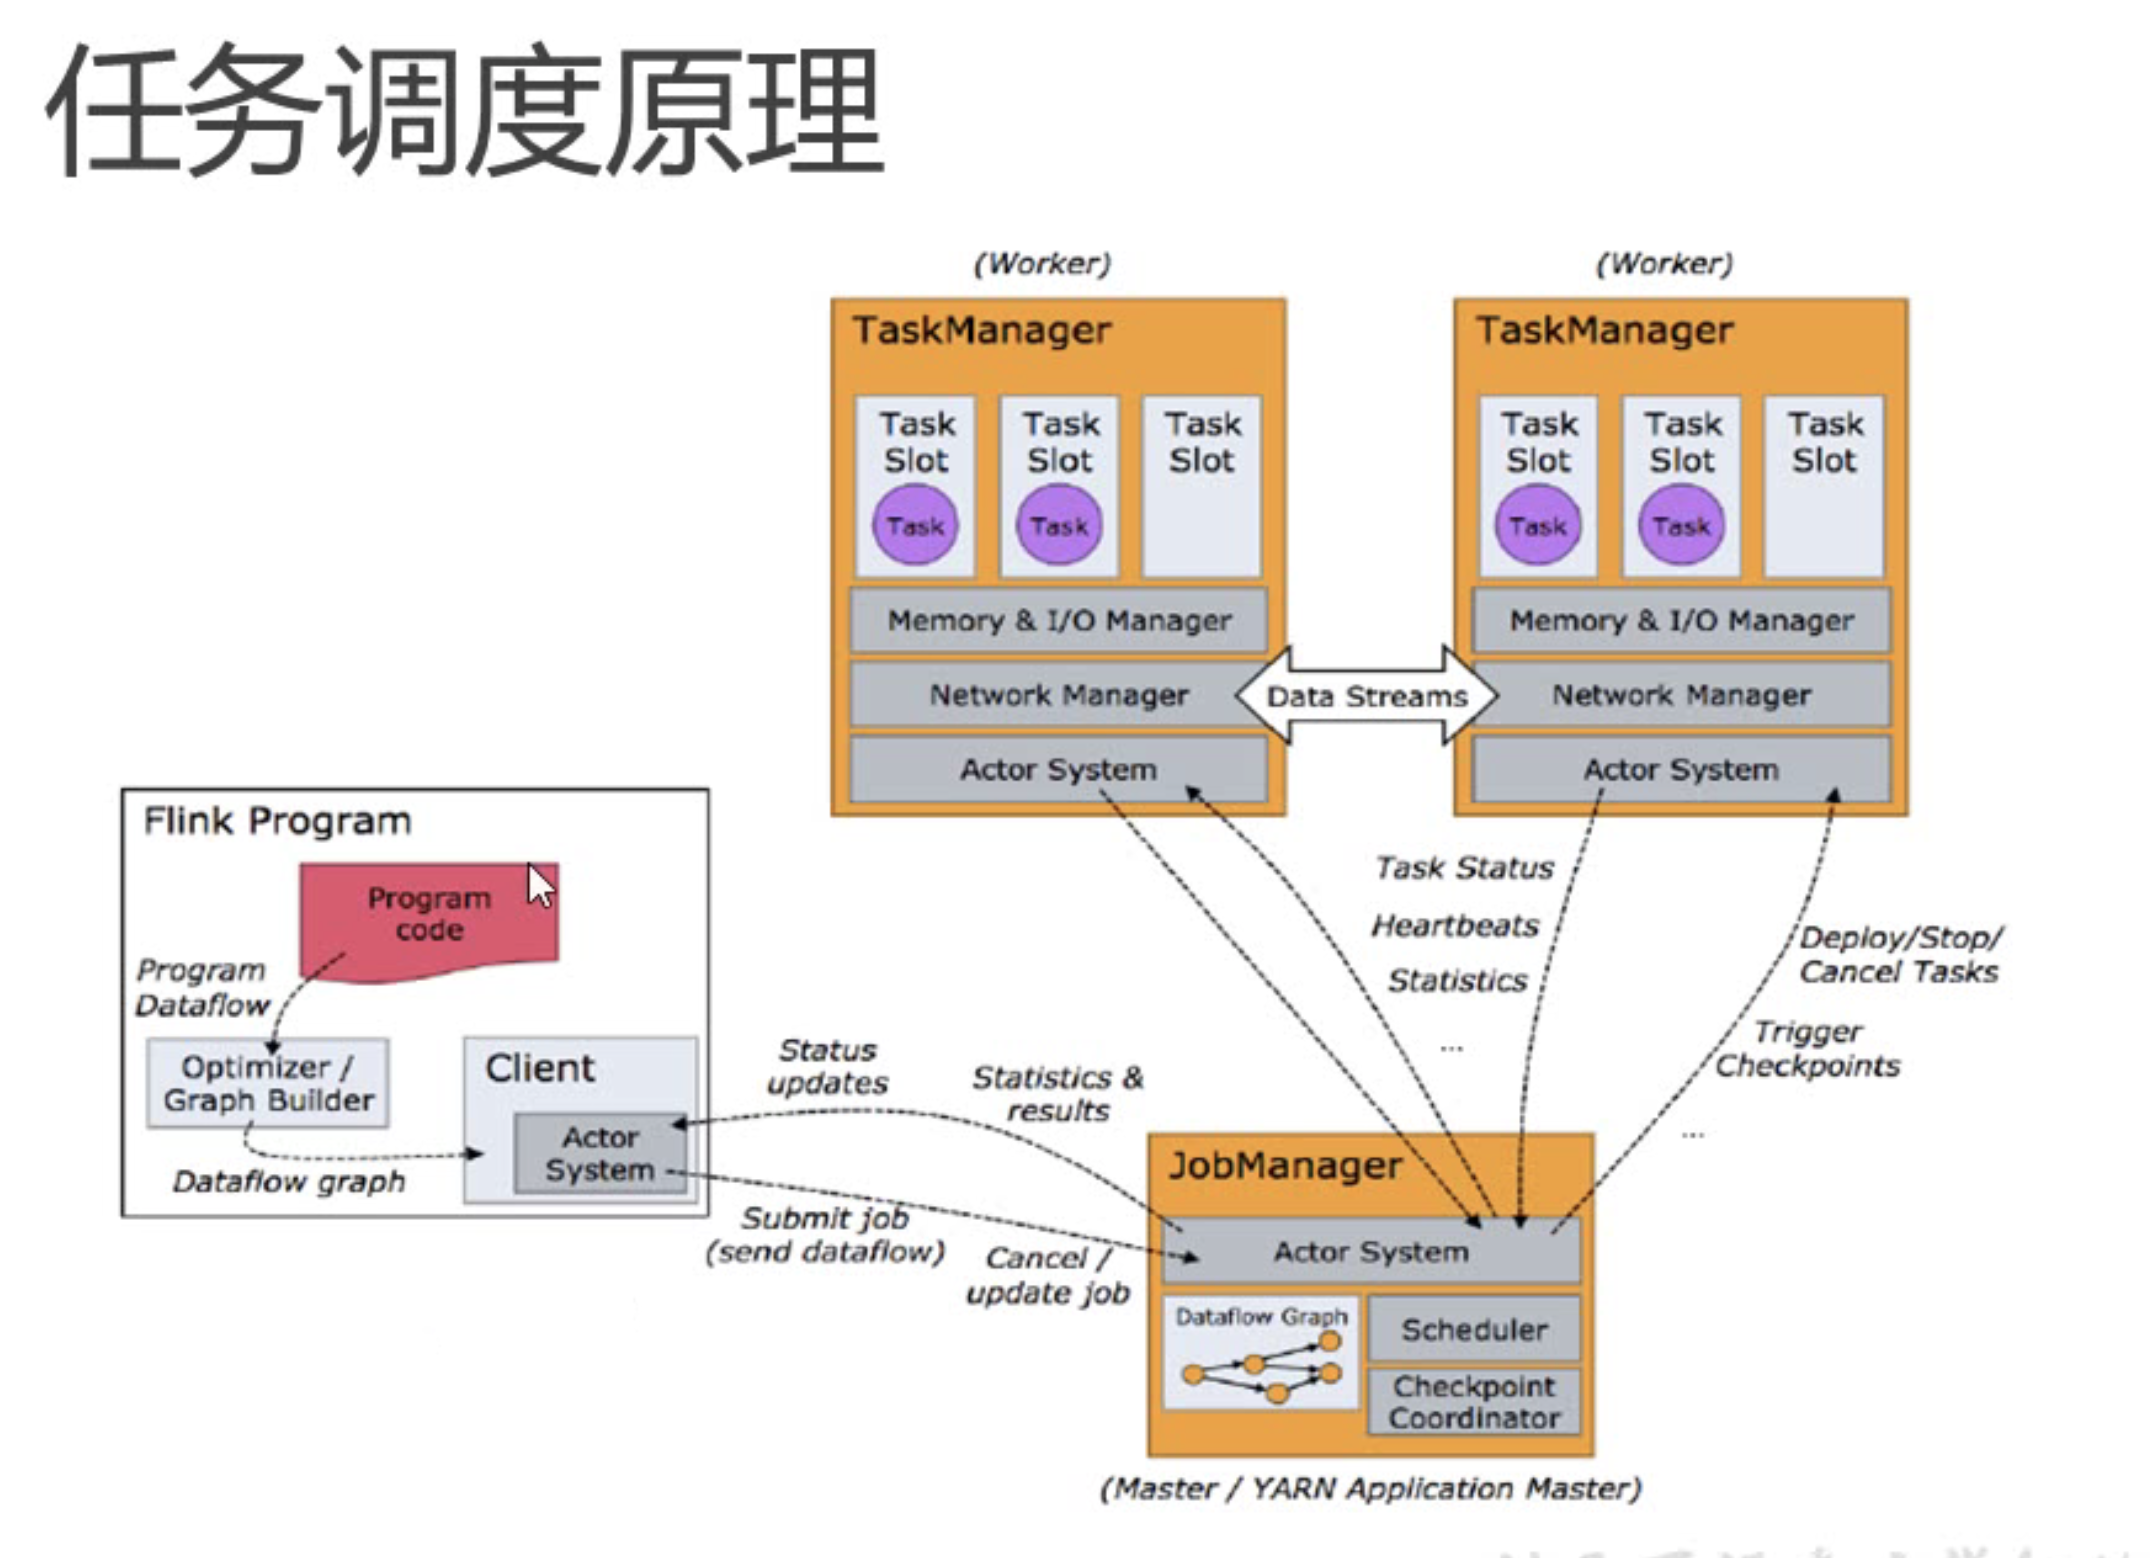 任务调度原理
(Worker)
(Worker)
TaskManager
Task
Slot
Task
Task
Slot
Task
Task
Slot
Memory & I/O Manager
Network Manager
Actor System
Data Streams
TaskManager
Task
Slot
Task
Task
Slot
Task
Task
Slot
Memory & I/O Manager
Network Manager
Actor System
Flink Program
Program
code
Program
Dataflow
Optimizer /
Graph Builder
Dataflow graph
Client
Actor
System
Status
updates
Statistics &
results
Submit job
(send dataflow)
Cancel /
update job
Task Status
Heartbeats
Statistics
...
Deploy/Stop/
Cancel Tasks
Trigger
Checkpoints
...
JobManager
Actor System
Dataflow Graph
Scheduler
Checkpoint
Coordinator
(Master / YARN Application Master)